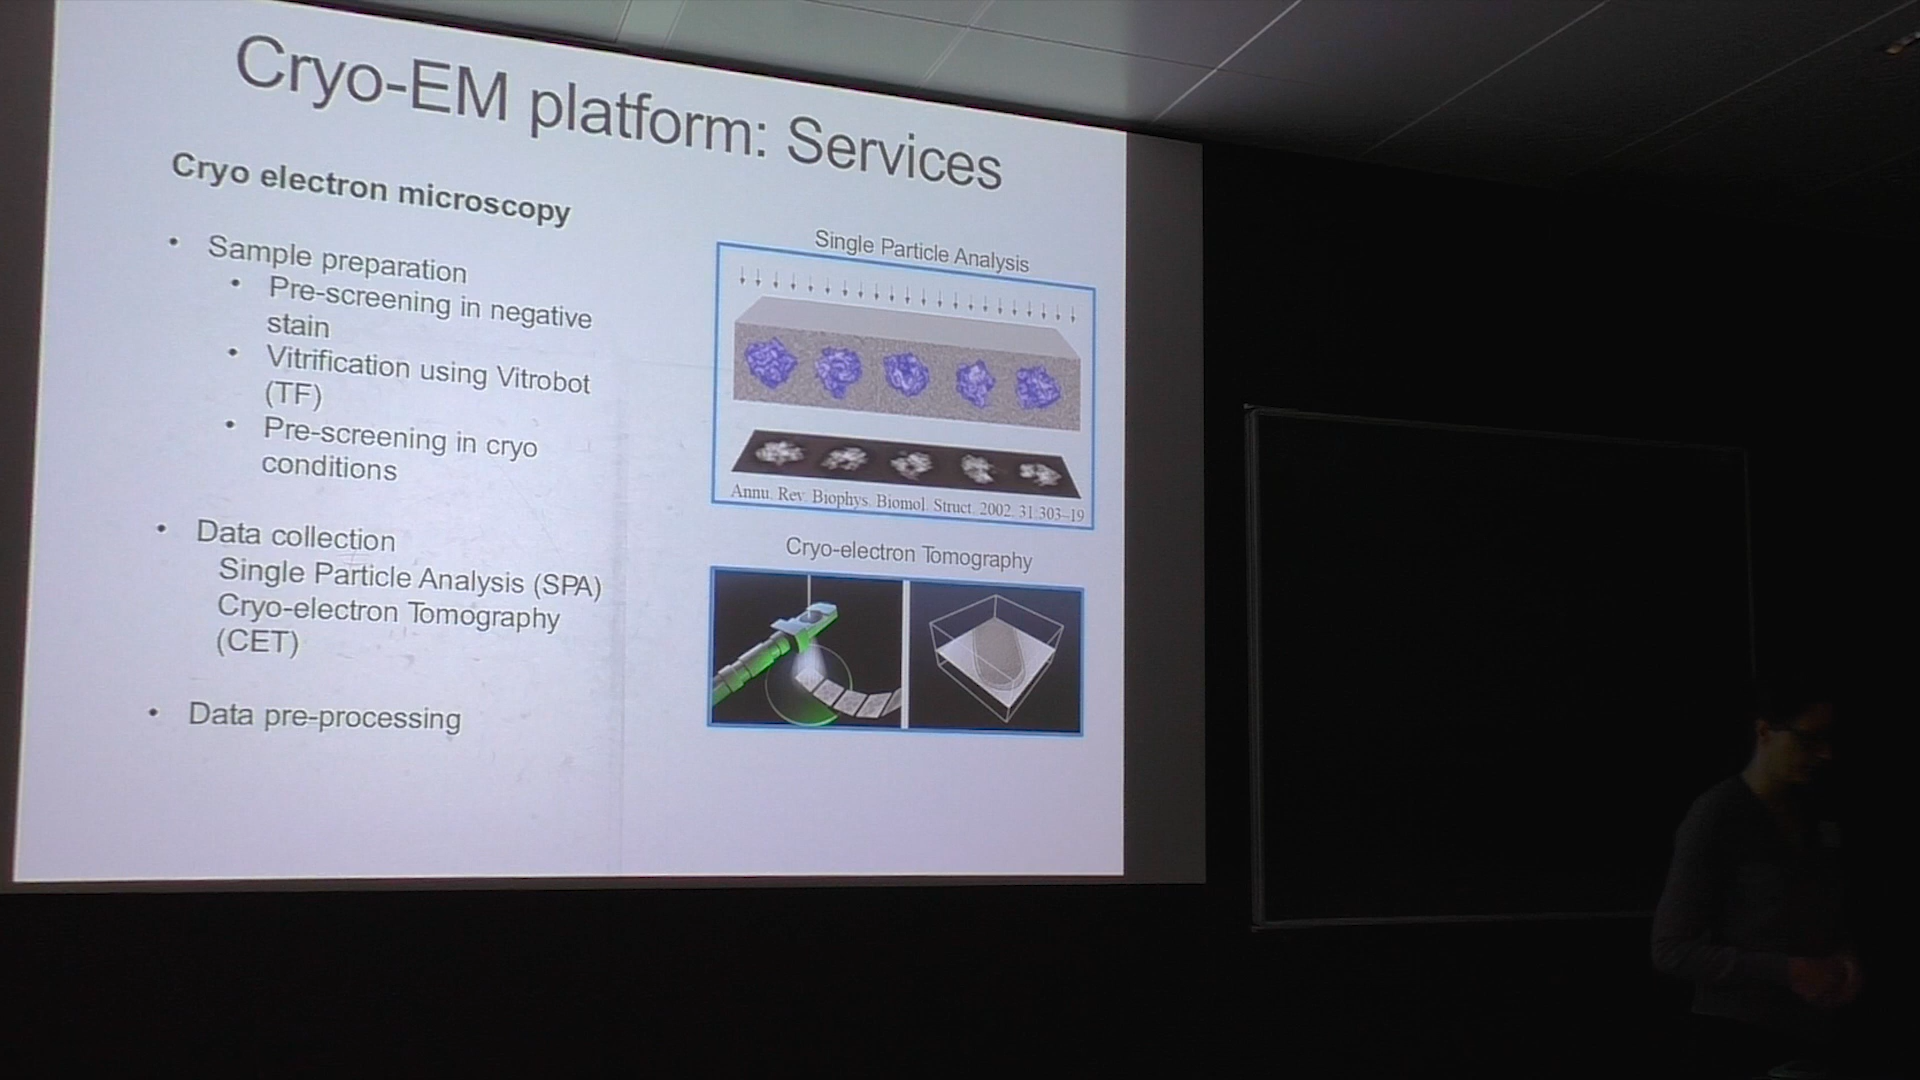 Cryo-EM platform: Services
Cryo electron microscopy
• Sample preparation
• Pre-screening in negative
stain
• Vitrification using Vitrobot
(TF)
• Pre-screening in cryo
conditions
• Data collection
Single Particle Analysis (SPA)
Cryo-electron Tomography
(CET)
• Data pre-processing
Single Particle Analysis
Annu. Rev. Biophys. Biomol. Struct. 2002. 31:303–19
Cryo-electron Tomography